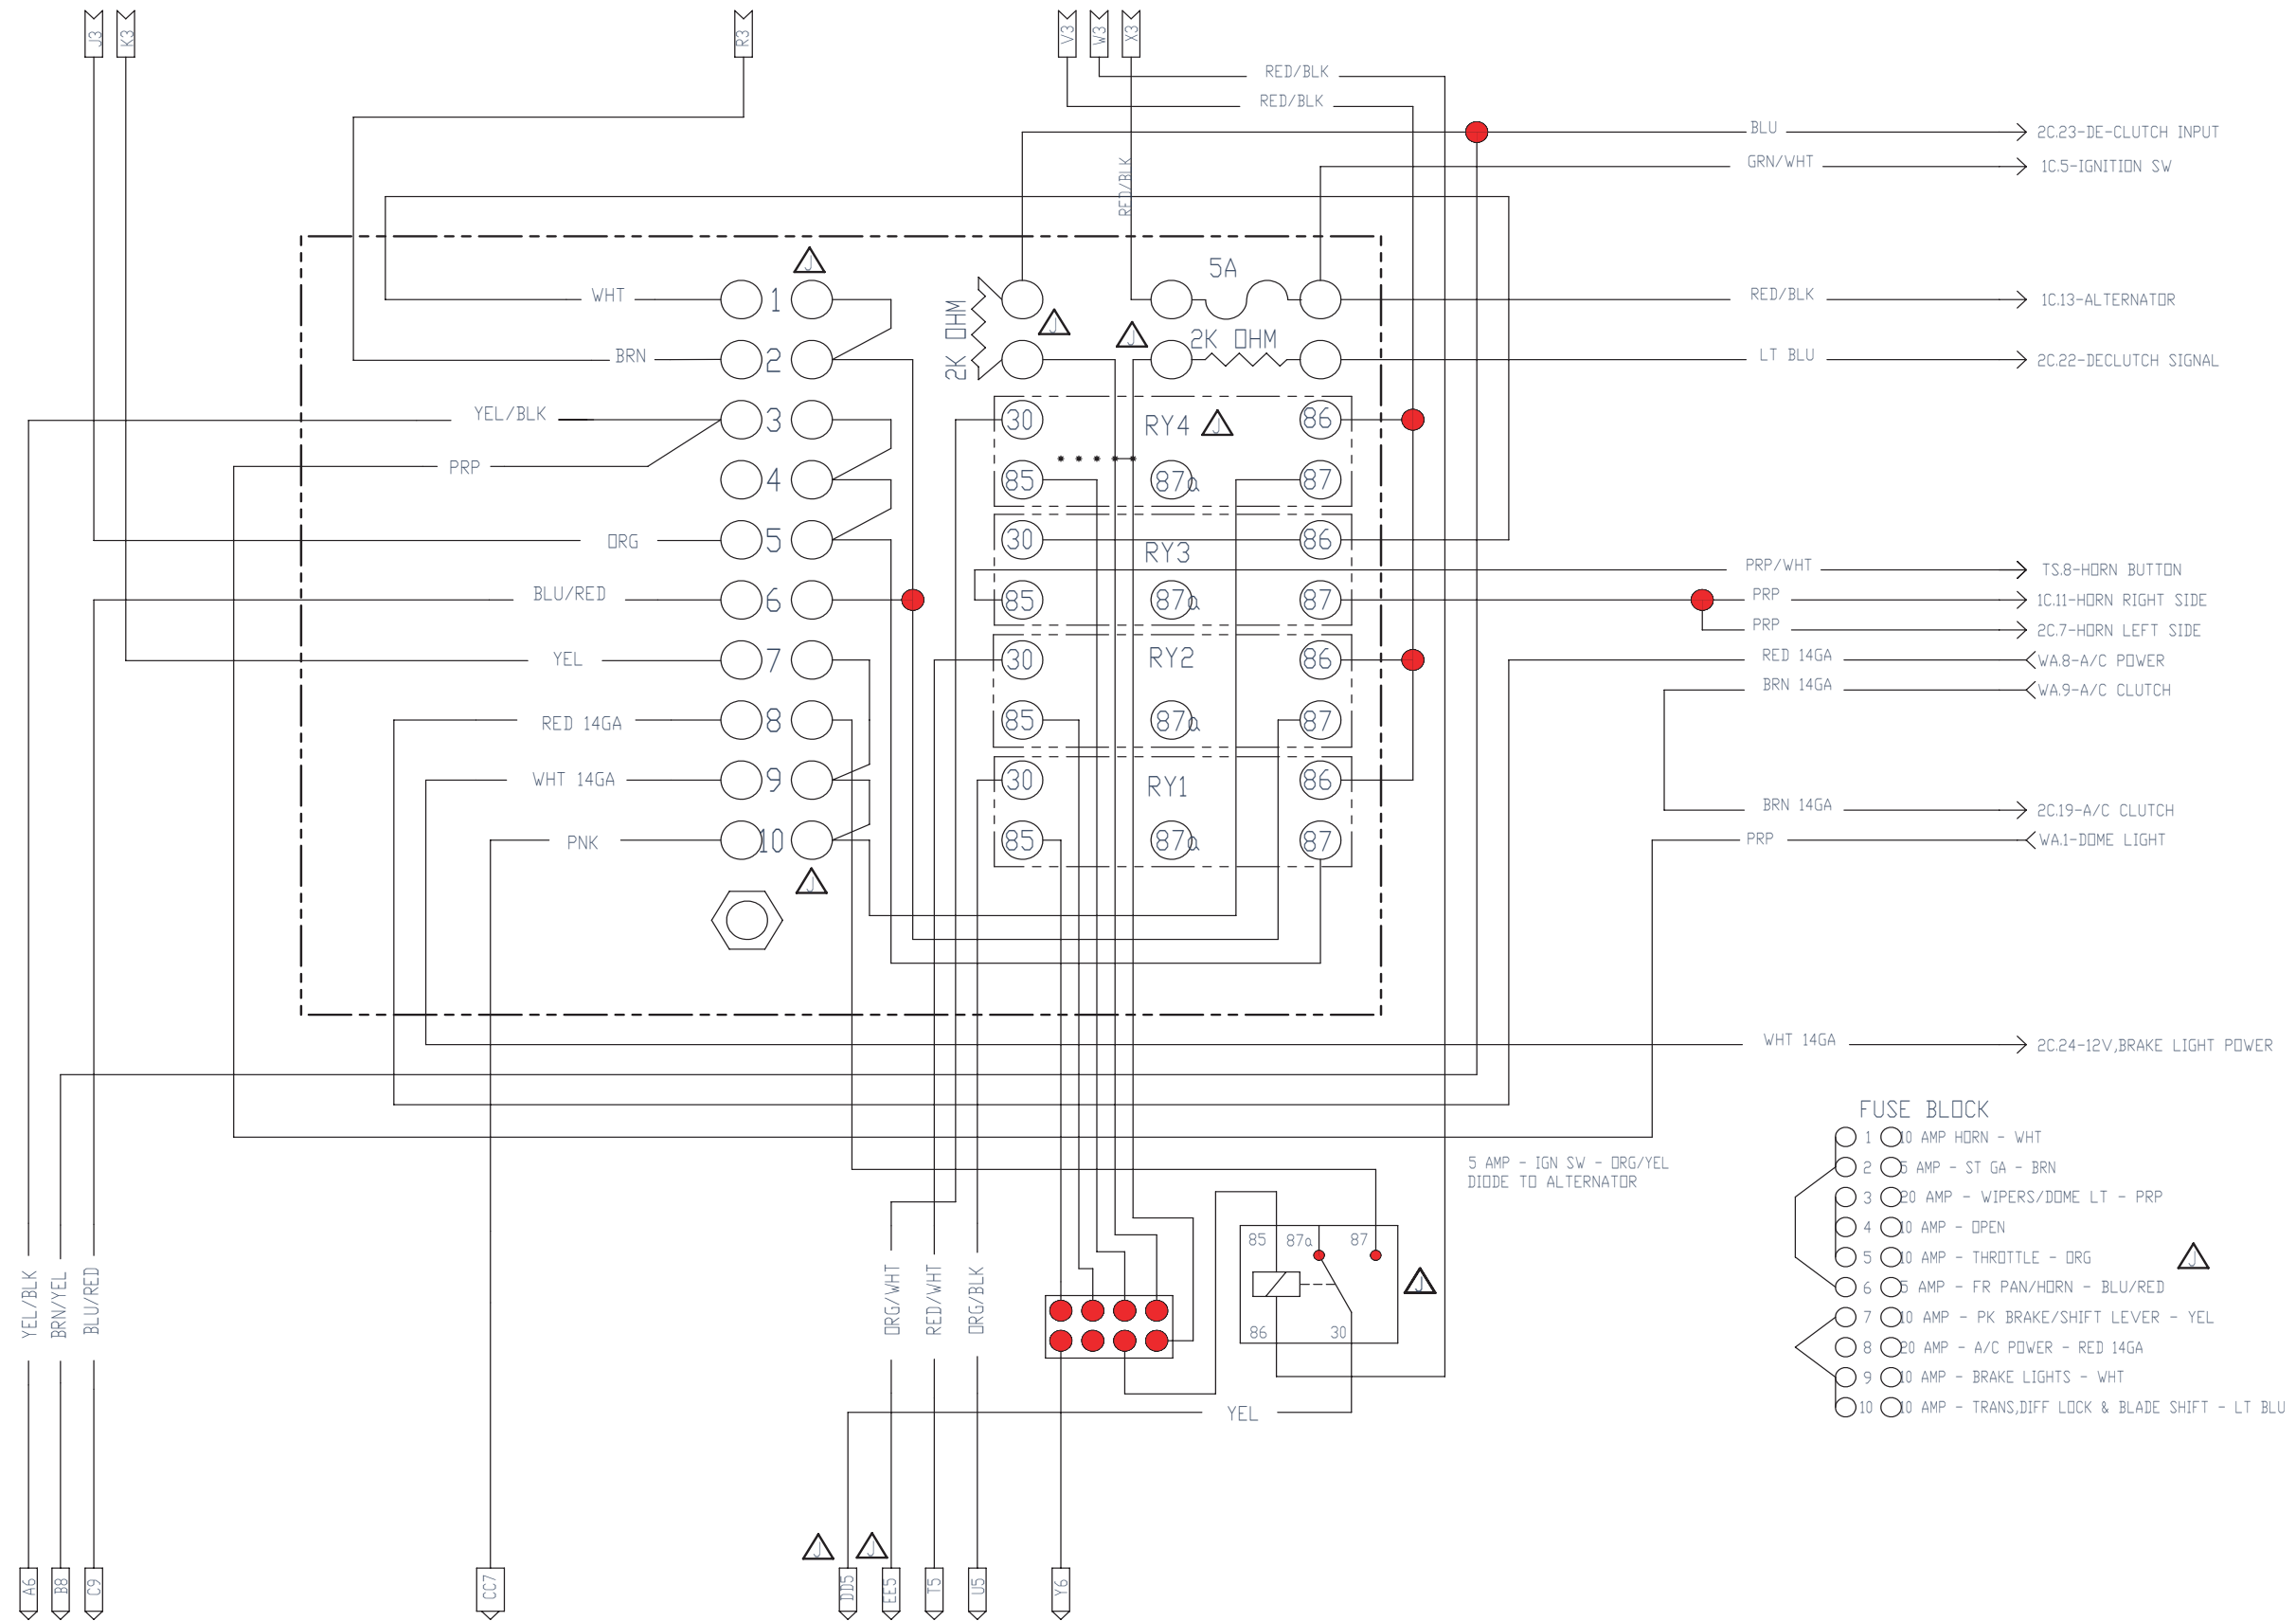 J3 K3 R3 V3 W3 X3
RED/BLK
RED/BLK
BLU 2C.23-DE-CLUTCH INPUT
GRN/WHT 1C.5-IGNITION SW
RED/BLK
J
5A
WHT 1 2K OHM J RED/BLK 1C.13-ALTERNATOR
J 2K OHM
BRN 2 LT BLU 2C.22-DECLUTCH SIGNAL
YEL/BLK 3 30 RY4 J 86
PRP
4 85 87a 87
ORG 5 30 RY3 86
PRP/WHT TS.8-HORN BUTTON
BLU/RED 6 85 87a 87 PRP 1C.11-HORN RIGHT SIDE
PRP 2C.7-HORN LEFT SIDE
YEL 7 30 RY2 86 RED 14GA WA.8-A/C POWER
BRN 14GA WA.9-A/C CLUTCH
RED 14GA 8 85 87a 87
WHT 14GA 9 30 RY1 86
BRN 14GA 2C.19-A/C CLUTCH
PNK 10 85 87a 87 PRP WA.1-DOME LIGHT
J
WHT 14GA 2C.24-12V,BRAKE LIGHT POWER
FUSE BLOCK
1 10 AMP HORN - WHT
2 5 AMP - ST GA - BRN
3 20 AMP - WIPERS/DOME LT - PRP
4 10 AMP - OPEN
5 10 AMP - THROTTLE - ORG
J
6 5 AMP - FR PAN/HORN - BLU/RED
7 10 AMP - PK BRAKE/SHIFT LEVER - YEL
8 20 AMP - A/C POWER - RED 14GA
9 10 AMP - BRAKE LIGHTS - WHT
10 10 AMP - TRANS,DIFF LOCK & BLADE SHIFT - LT BLU
5 AMP - IGN SW - ORG/YEL
DIODE TO ALTERNATOR
85 87a 87
J
86 30
YEL/BLK BRN/YEL BLU/RED ORG/WHT RED/WHT ORG/BLK
YEL
J J
A6 B8 C9 CC7 DD5 EE5 T5 U5 Y6